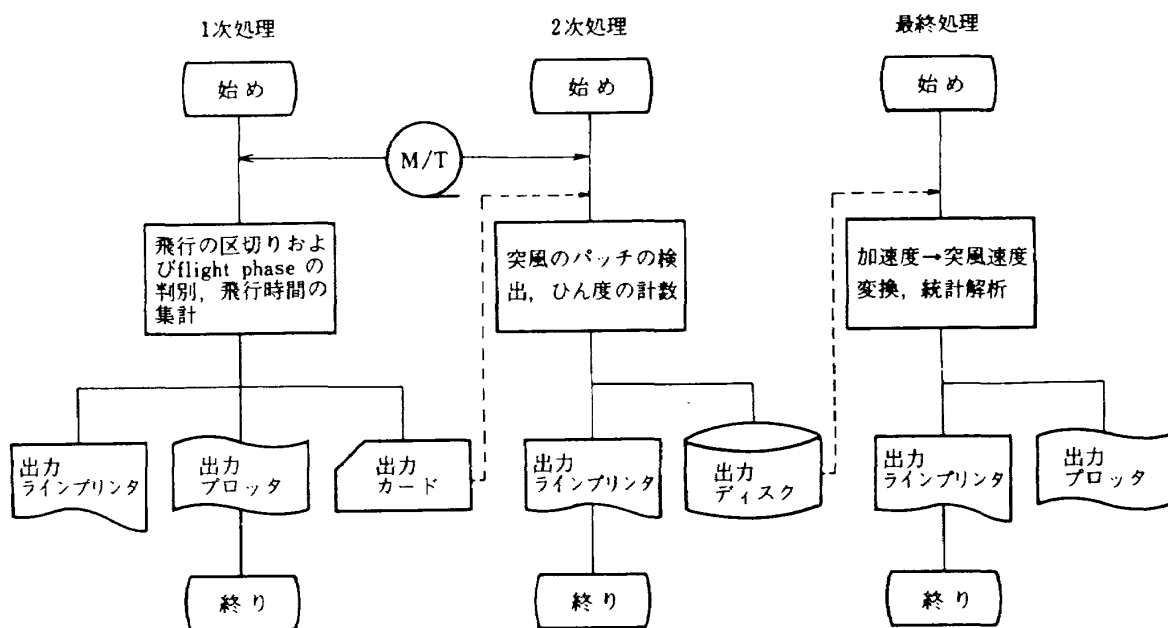 1次処理
始め
飛行の区切りおよ
びflight phaseの
判別，飛行時間の
集計
出力
ラインプリンタ
出力
プロッタ
出力
カード
終り
M/T
2次処理
始め
突風のパッチの検
出，ひん度の計数
出力
ラインプリンタ
出力
ディスク
終り
最終処理
始め
加速度→突風速度
変換，統計解析
出力
ラインプリンタ
出力
プロッタ
終り